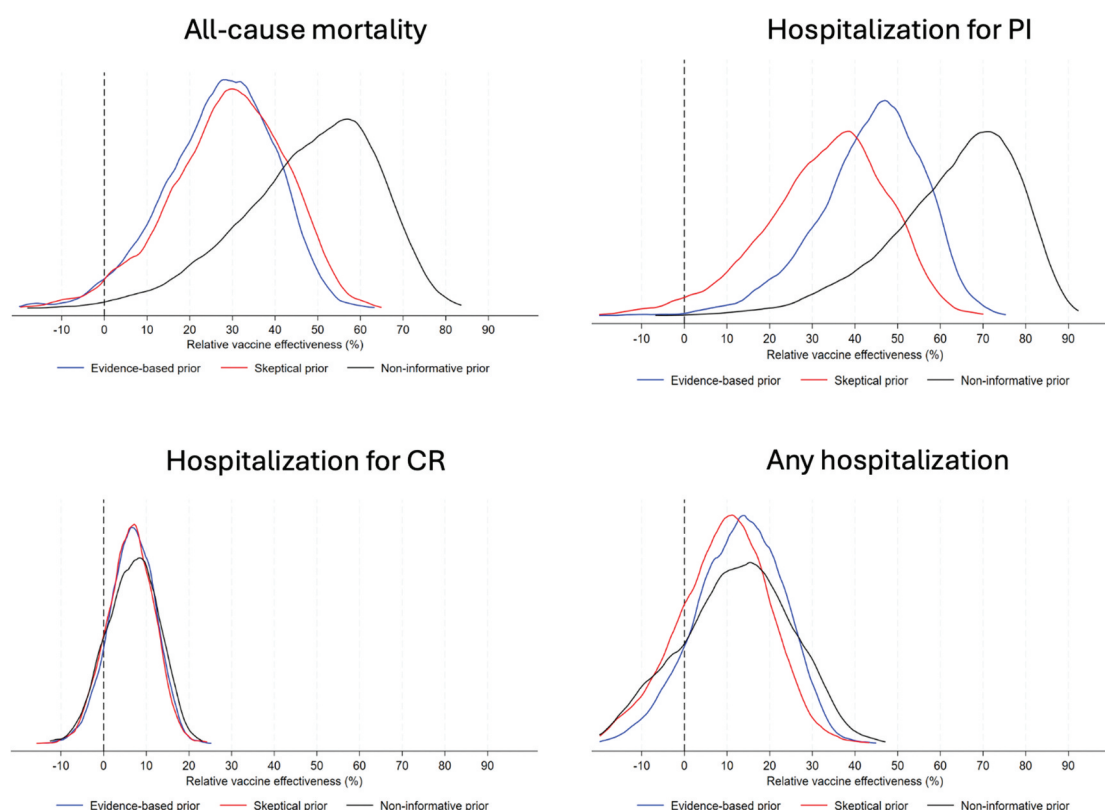 All-cause mortality
-10 0 10 20 30 40 50 60 70 80 90
Relative vaccine effectiveness (%)
Evidence-based prior Skeptical prior Non-informative prior
Hospitalization for PI
-10 0 10 20 30 40 50 60 70 80 90
Relative vaccine effectiveness (%)
Evidence-based prior Skeptical prior Non-informative prior
Hospitalization for CR
-10 0 10 20 30 40 50 60 70 80 90
Relative vaccine effectiveness (%)
Evidence-based prior Skeptical prior Non-informative prior
Any hospitalization
-10 0 10 20 30 40 50 60 70 80 90
Relative vaccine effectiveness (%)
Evidence-based prior Skeptical prior Non-informative prior